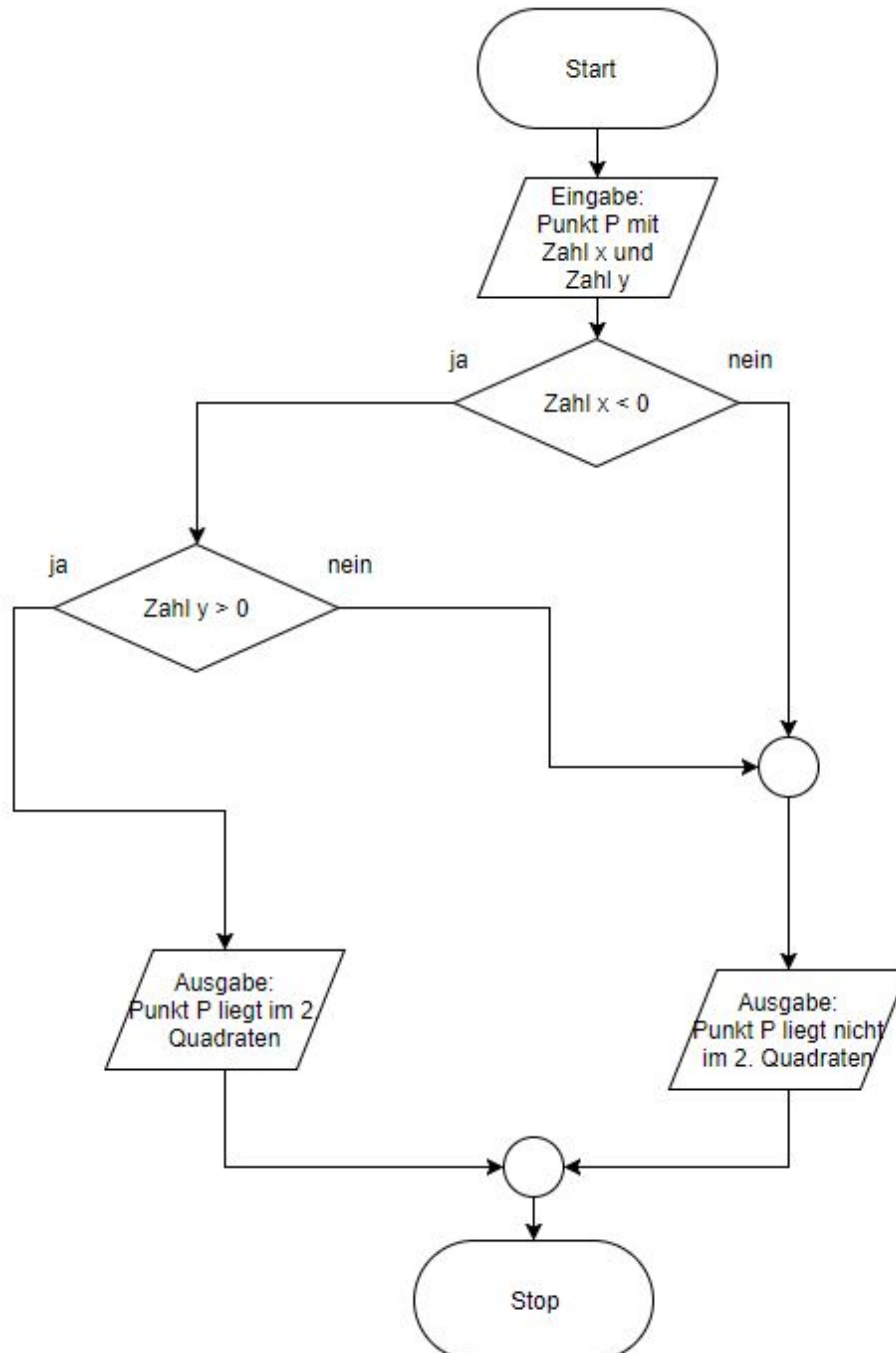 Start
Eingabe:
Punkt P mit
Zahl x und
Zahl y
ja
nein
Zahl x < 0
ja
nein
Zahl y > 0
Ausgabe:
Punkt P liegt im 2.
Quadraten
Ausgabe:
Punkt P liegt nicht
im 2. Quadraten
Stop